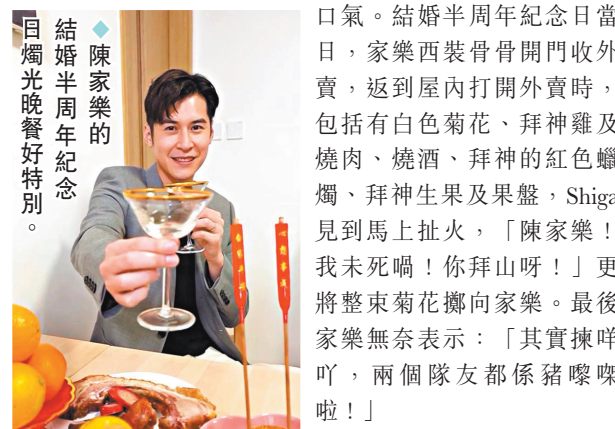 ◆陳家樂的
結婚半周年紀念
日燭光晚餐好特別。
口氣。結婚半周年紀念日當
日，家樂西裝骨骨開門收外
賣，返到屋內打開外賣時，
包括有白色菊花、拜神雞及
燒肉、燒酒、拜神的紅色蠟
燭、拜神生果及果盤，Shiga
見到馬上扯火，「陳家樂！
我未死喎！你拜山呀！」更
將整束菊花擲向家樂。最後
家樂無奈表示：「其實揀咩
吖，兩個隊友都係豬嚟㗎
啦！」